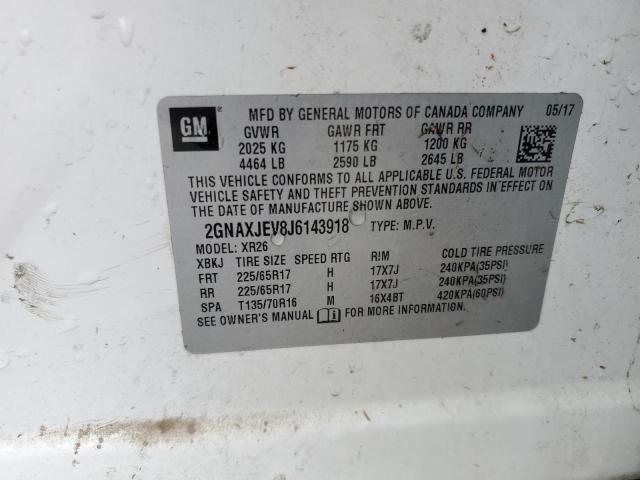 GM
MFD BY GENERAL MOTORS OF CANADA COMPANY 05/17
GVWR GAWR FRT GAWR RR
2025 KG 1175 KG 1200 KG
4464 LB 2590 LB 2645 LB
THIS VEHICLE CONFORMS TO ALL APPLICABLE U.S. FEDERAL MOTOR
VEHICLE SAFETY AND THEFT PREVENTION STANDARDS IN EFFECT ON
THE DATE OF MANUFACTURE SHOWN ABOVE.
2GNAXJEV8J6143918 TYPE: M.P.V.
MODEL: XR26
XBKJ TIRE SIZE SPEED RTG RIM COLD TIRE PRESSURE
FRT 225/65R17 H 17X7J 240KPA(35PSI)
RR 225/65R17 H 17X7J 240KPA(35PSI)
SPA T135/70R16 M 16X4BT 420KPA(60PSI)
SEE OWNER'S MANUAL FOR MORE INFORMATION.